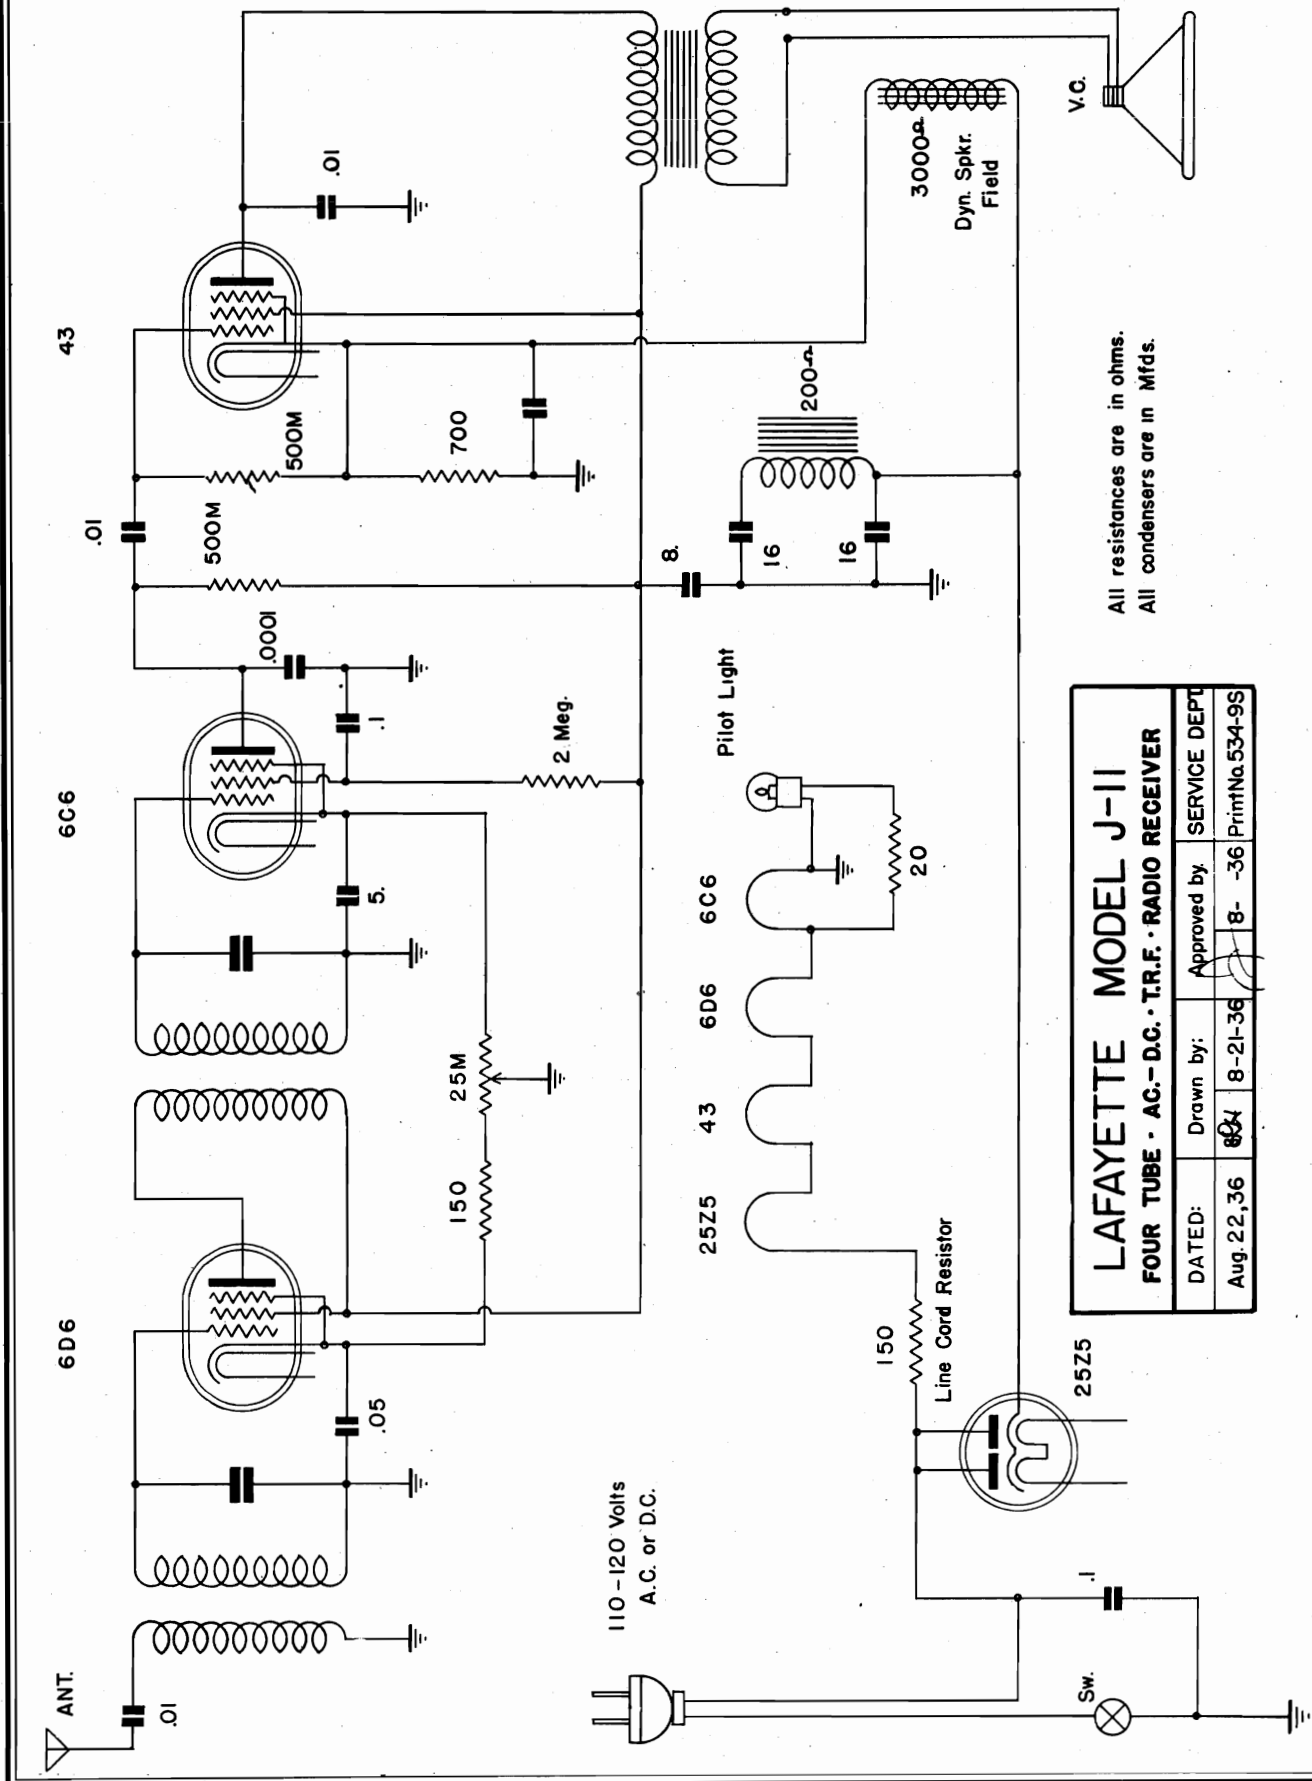 ANT.
.01
6D6
.05
150
25M
6C6
5.
.1
.0001
2 Meg.
.01
500M
500M
43
700
.01
8.
16
16
200Ω
3000Ω
Dyn. Spkr.
Field
V.C.
110-120 Volts
A.C. or D.C.
25Z5
43
6D6
6C6
Pilot Light
20
150
Line Cord Resistor
25Z5
Sw.
.1
All resistances are in ohms.
All condensers are in Mfds.
LAFAYETTE MODEL J-11
FOUR TUBE · AC.-D.C. · T.R.F. · RADIO RECEIVER
DATED: Drawn by: Approved by. SERVICE DEPT
Aug. 22,36 8-21-36 8- -36 Print No. 534-9S